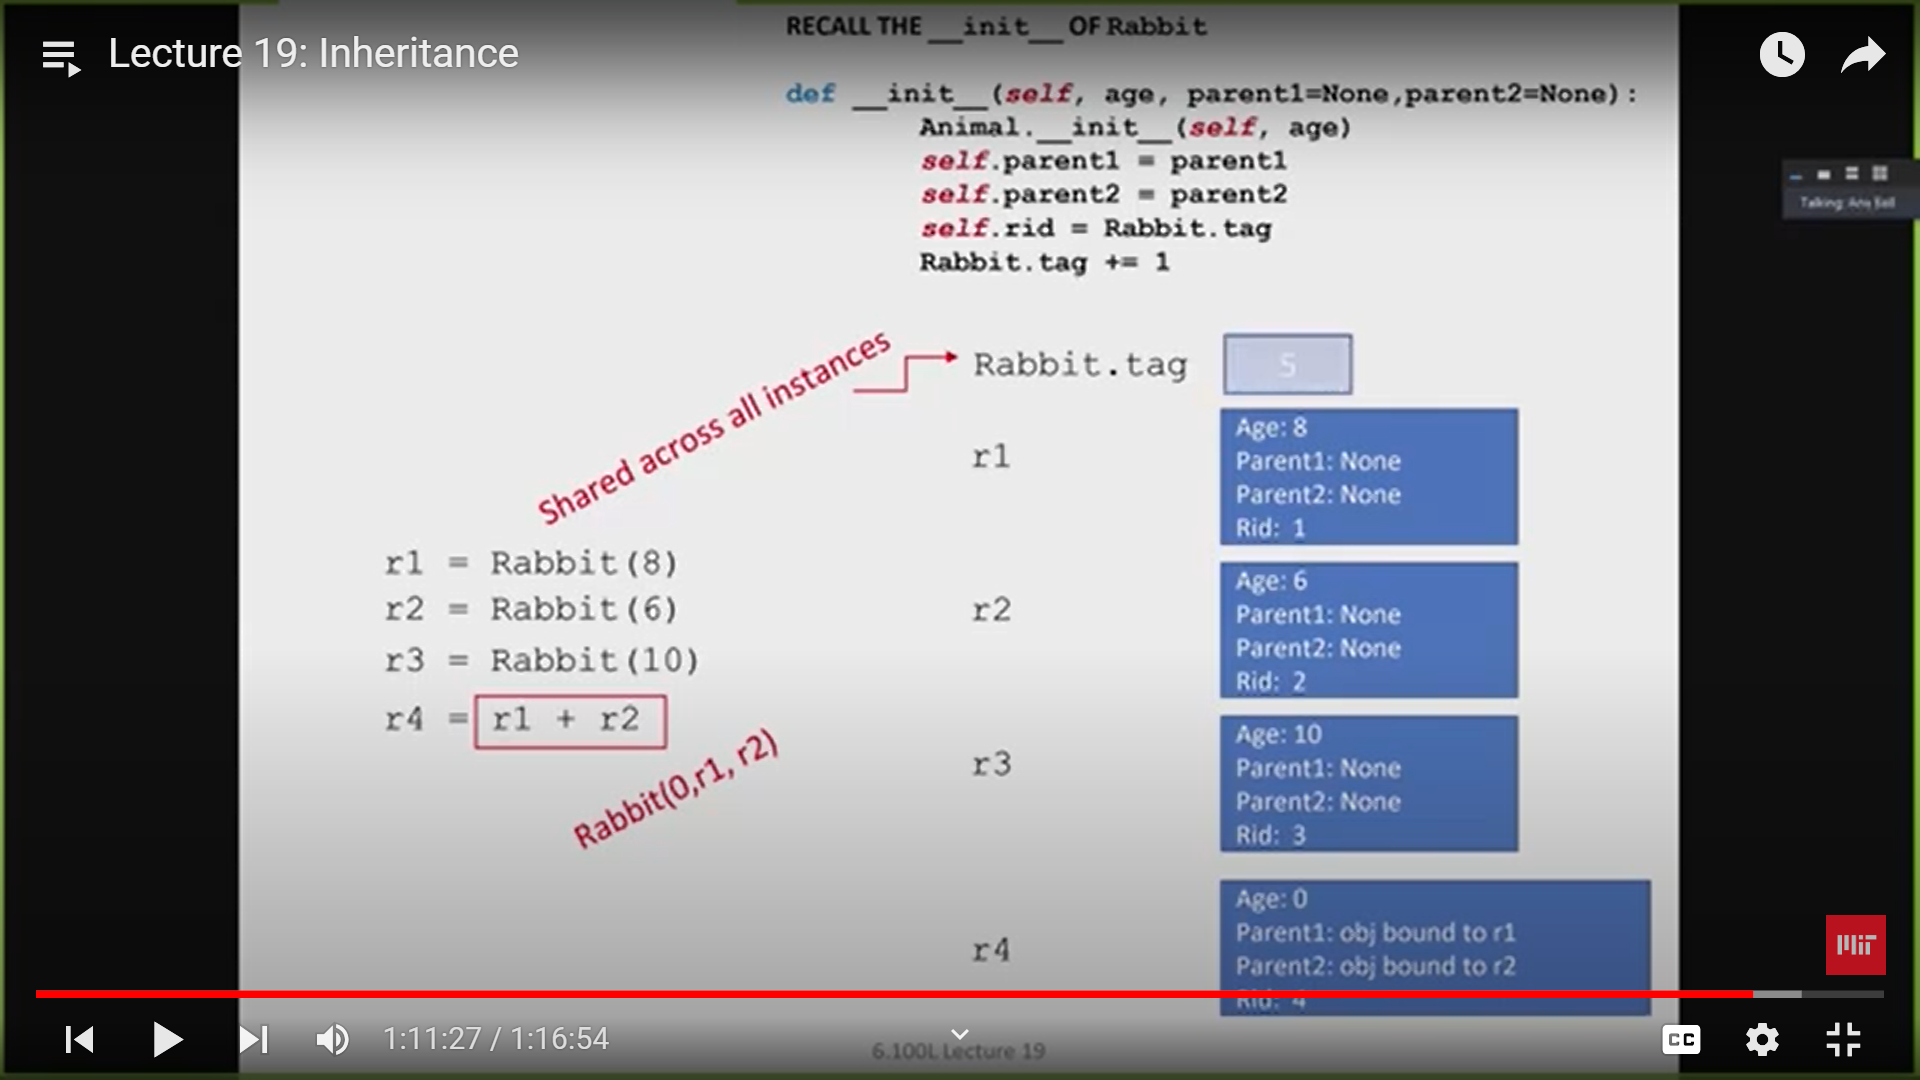 Lecture 19: Inheritance
RECALL THE __init__ OF Rabbit
def __init__(self, age, parent1=None,parent2=None):
Animal.__init__(self, age)
self.parent1 = parent1
self.parent2 = parent2
self.rid = Rabbit.tag
Rabbit.tag += 1
Talking:
Shared across all instances
Rabbit.tag
5
r1
Age: 8
Parent1: None
Parent2: None
Rid: 1
r1 = Rabbit(8)
r2 = Rabbit(6)
r3 = Rabbit(10)
r4 = r1 + r2
Rabbit(0,r1, r2)
r2
Age: 6
Parent1: None
Parent2: None
Rid: 2
r3
Age: 10
Parent1: None
Parent2: None
Rid: 3
r4
Age: 0
Parent1: obj bound to r1
Parent2: obj bound to r2
Rid: 4
MIT
1:11:27 / 1:16:54
6.100L Lecture 19
CC